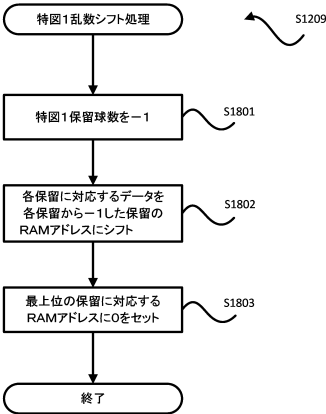 特図1乱数シフト処理
S1209
特図1保留球数を－1
S1801
各保留に対応するデータを
各保留から－1した保留の
RAMアドレスにシフト
S1802
最上位の保留に対応する
RAMアドレスに0をセット
S1803
終了